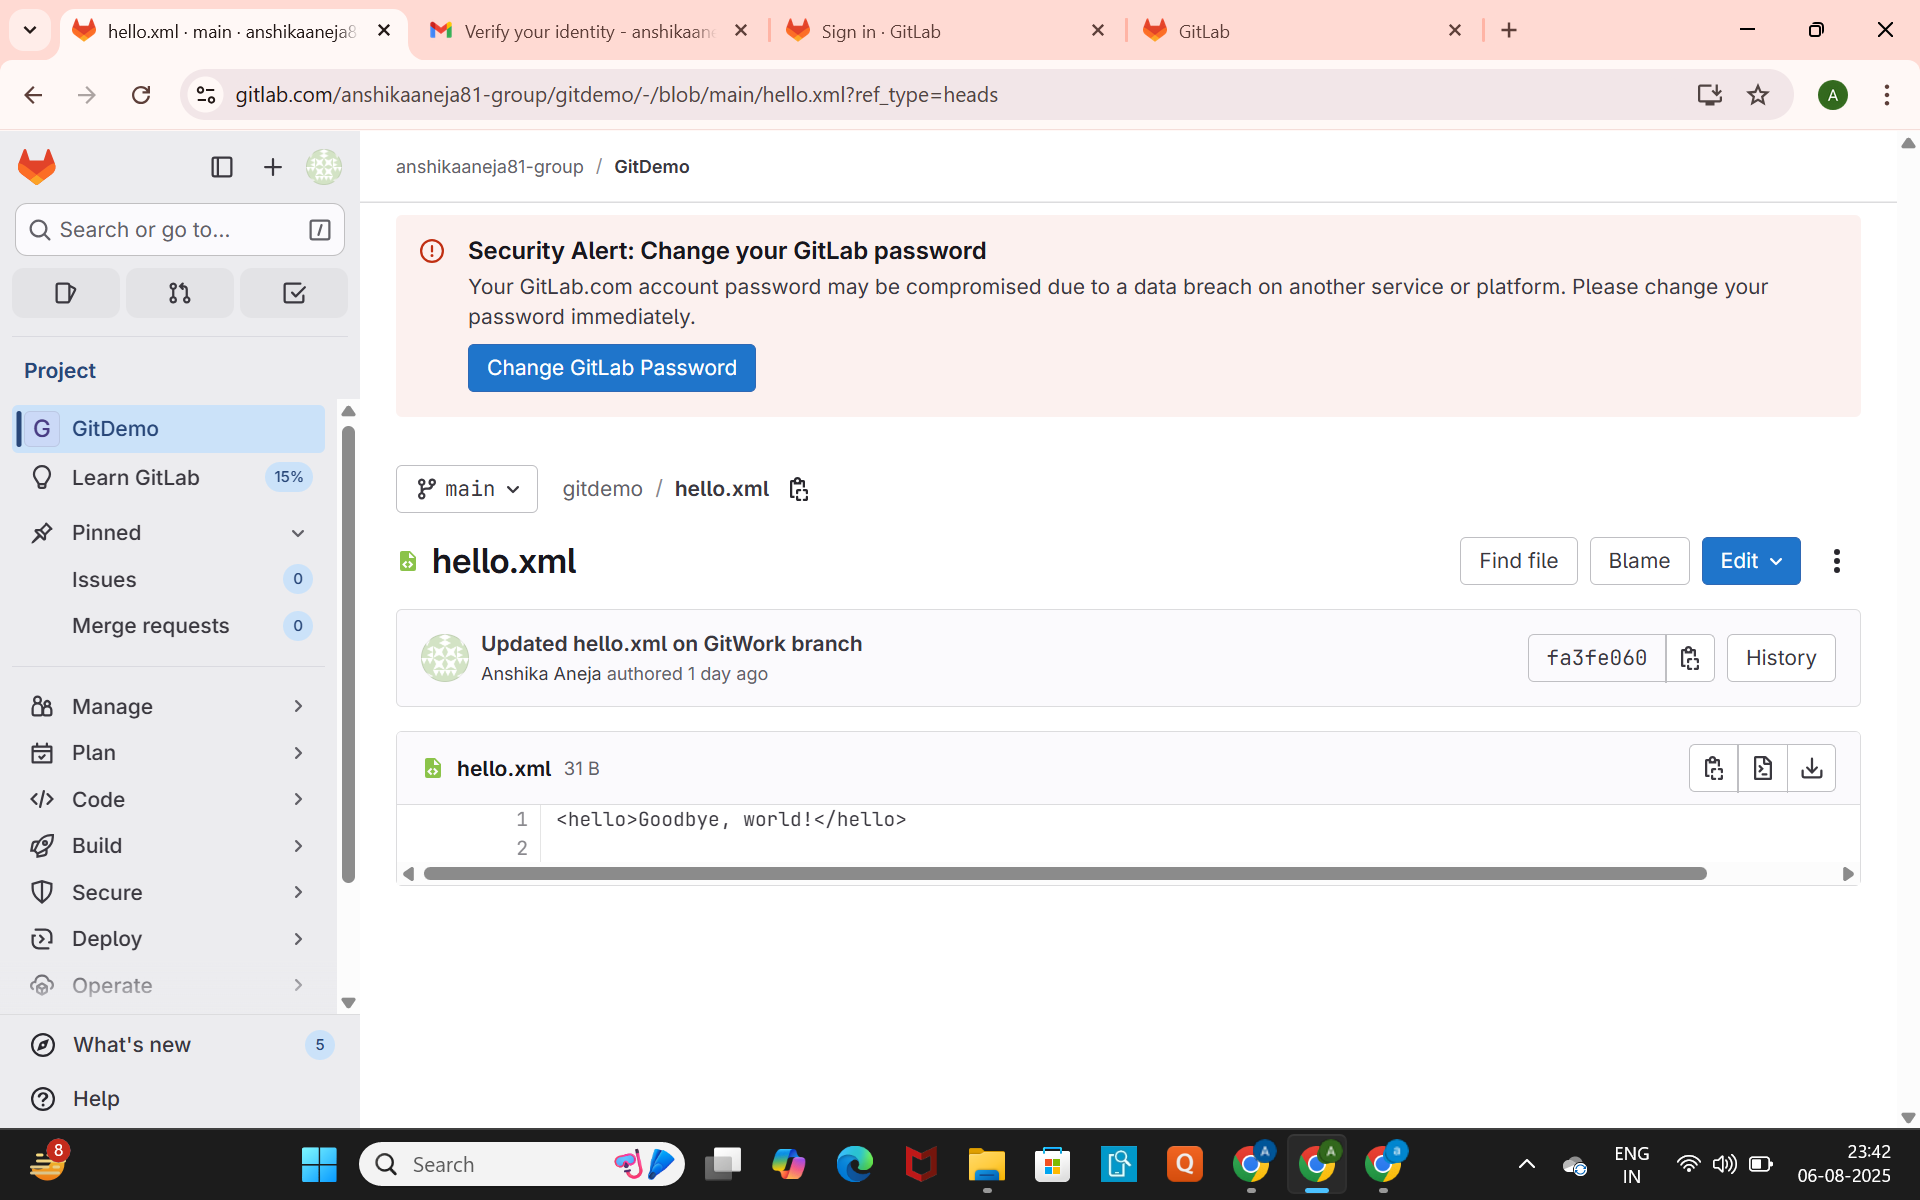 hello.xml · main · anshikaaneja8
Verify your identity - anshikaane
Sign in · GitLab
GitLab
gitlab.com/anshikaaneja81-group/gitdemo/-/blob/main/hello.xml?ref_type=heads
A
anshikaaneja81-group / GitDemo
Search or go to...
/
Project
G GitDemo
Learn GitLab 15%
Pinned
Issues 0
Merge requests 0
Manage
Plan
Code
Build
Secure
Deploy
Operate
What's new 5
Help
Security Alert: Change your GitLab password
Your GitLab.com account password may be compromised due to a data breach on another service or platform. Please change your
password immediately.
Change GitLab Password
main
gitdemo / hello.xml
hello.xml
Find file
Blame
Edit
Updated hello.xml on GitWork branch
Anshika Aneja authored 1 day ago
fa3fe060
History
hello.xml 31 B
1 <hello>Goodbye, world!</hello>
2
8
Search
Q
A
A
a
ENG
IN
23:42
06-08-2025